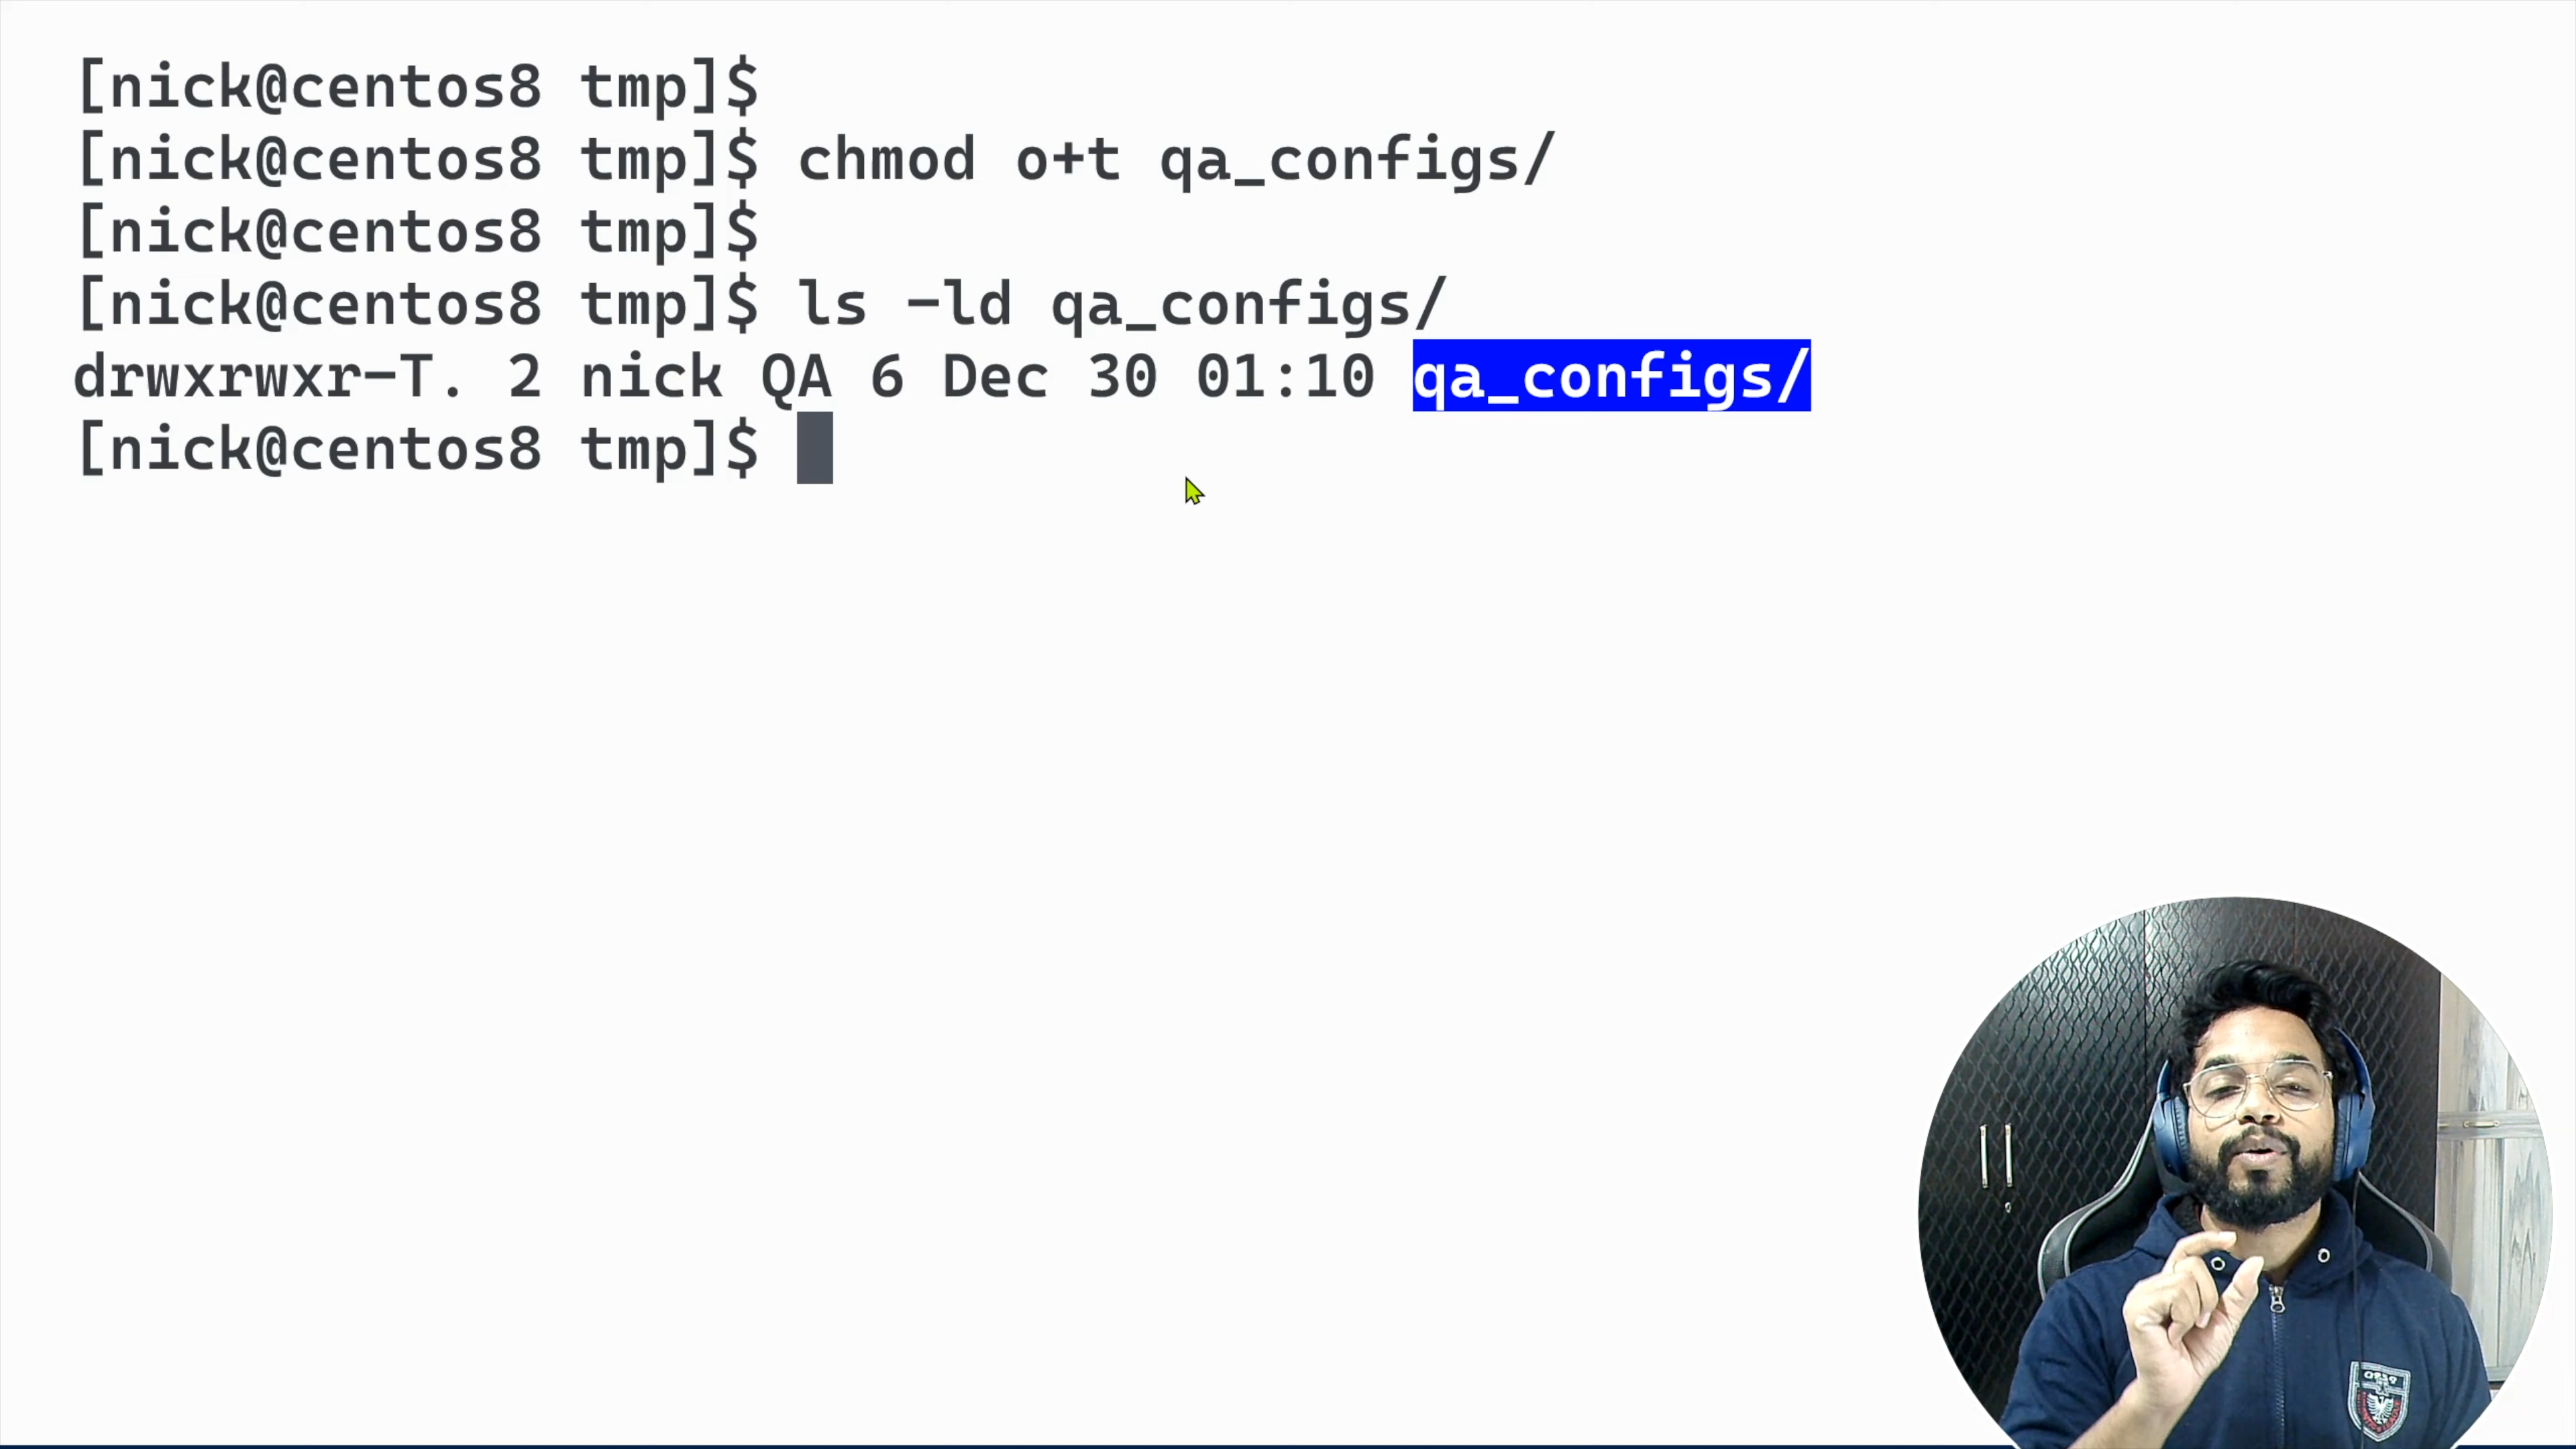 [nick@centos8 tmp]$
[nick@centos8 tmp]$ chmod o+t qa_configs/
[nick@centos8 tmp]$
[nick@centos8 tmp]$ ls -ld qa_configs/
drwxrwxr-T. 2 nick QA 6 Dec 30 01:10 qa_configs/
[nick@centos8 tmp]$